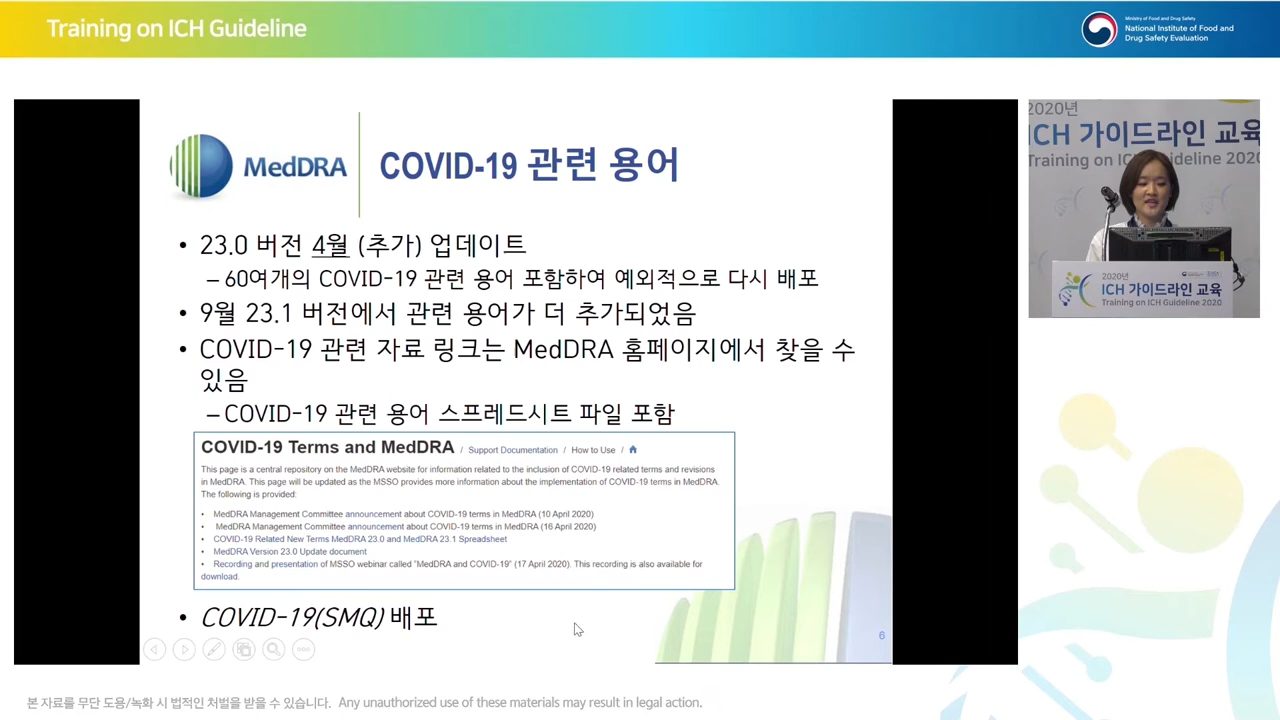 Training on ICH Guideline
Ministry of Food and Drug Safety
National Institute of Food and
Drug Safety Evaluation
MedDRA
COVID-19 관련 용어
• 23.0 버전 4월 (추가) 업데이트
– 60여개의 COVID-19 관련 용어 포함하여 예외적으로 다시 배포
• 9월 23.1 버전에서 관련 용어가 더 추가되었음
• COVID-19 관련 자료 링크는 MedDRA 홈페이지에서 찾을 수
있음
– COVID-19 관련 용어 스프레드시트 파일 포함
COVID-19 Terms and MedDRA / Support Documentation / How to Use /
This page is a central repository on the MedDRA website for information related to the inclusion of COVID-19 related terms and revisions
in MedDRA. This page will be updated as the MSSO provides more information about the implementation of COVID-19 terms in MedDRA.
The following is provided:
• MedDRA Management Committee announcement about COVID-19 terms in MedDRA (10 April 2020)
• MedDRA Management Committee announcement about COVID-19 terms in MedDRA (16 April 2020)
• COVID-19 Related New Terms MedDRA 23.0 and MedDRA 23.1 Spreadsheet
• MedDRA Version 23.0 Update document
• Recording and presentation of MSSO webinar called "MedDRA and COVID-19" (17 April 2020). This recording is also available for
download.
• COVID-19(SMQ) 배포
6
2020년
ICH 가이드라인 교육
Training on ICH Guideline 2020
2020년
ICH 가이드라인 교육
Training on ICH Guideline 2020
본 자료를 무단 도용/녹화 시 법적인 처벌을 받을 수 있습니다. Any unauthorized use of these materials may result in legal action.